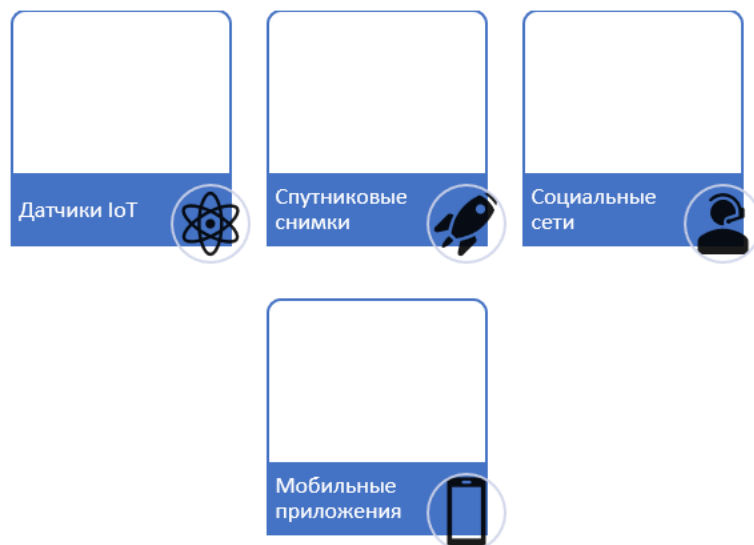 Датчики IoT
Спутниковые
снимки
Социальные
сети
Мобильные
приложения